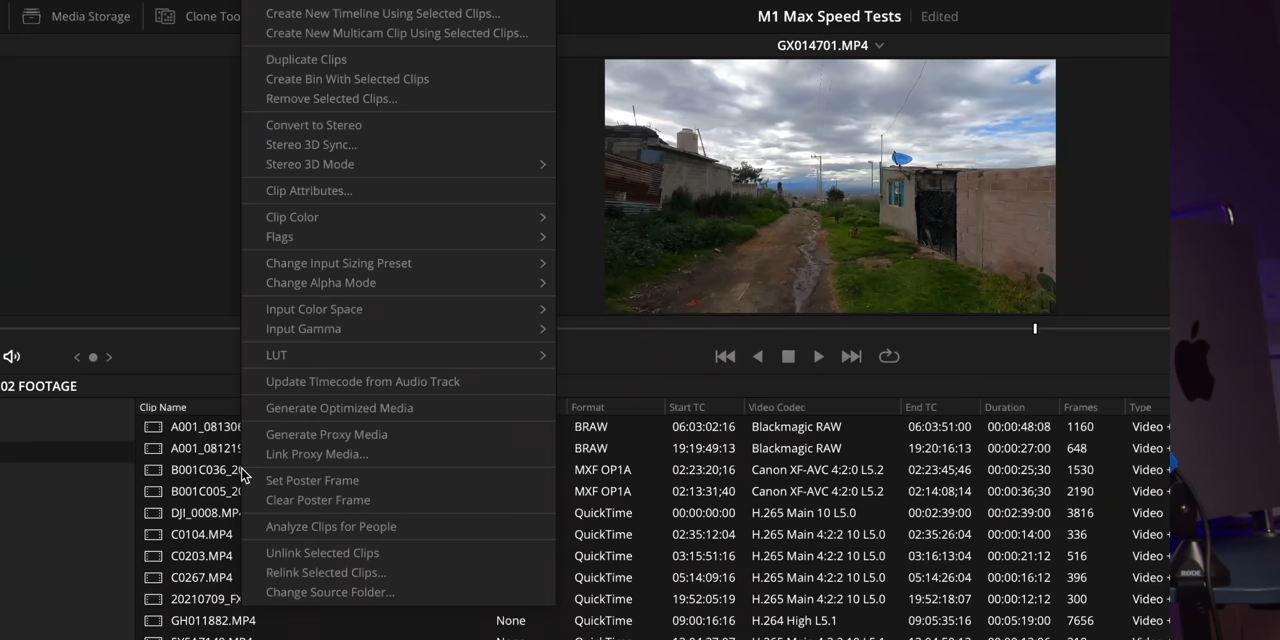 Media Storage
Clone Too
M1 Max Speed Tests
Edited
GX014701.MP4
Create New Timeline Using Selected Clips...
Create New Multicam Clip Using Selected Clips...
Duplicate Clips
Create Bin With Selected Clips
Remove Selected Clips...
Convert to Stereo
Stereo 3D Sync...
Stereo 3D Mode
Clip Attributes...
Clip Color
Flags
Change Input Sizing Preset
Change Alpha Mode
Input Color Space
Input Gamma
LUT
Update Timecode from Audio Track
Generate Optimized Media
Generate Proxy Media
Link Proxy Media...
Set Poster Frame
Clear Poster Frame
Analyze Clips for People
Unlink Selected Clips
Relink Selected Clips...
Change Source Folder...
02 FOOTAGE
Clip Name Format Start TC Video Codec End TC Duration Frames Type
A001_081306 BRAW 06:03:02:16 Blackmagic RAW 06:03:51:00 00:00:48:08 1160 Video +
A001_081219 BRAW 19:19:49:13 Blackmagic RAW 19:20:16:13 00:00:27:00 648 Video +
B001C036_20 MXF OP1A 02:23:20;16 Canon XF-AVC 4:2:0 L5.2 02:23:45;46 00:00:25;30 1530 Video +
B001C005_20 MXF OP1A 02:13:31;40 Canon XF-AVC 4:2:0 L5.2 02:14:08;14 00:00:36;30 2190 Video +
DJI_0008.MP4 QuickTime 00:00:00:00 H.265 Main 10 L5.0 00:02:39:00 00:02:39:00 3816 Video +
C0104.MP4 QuickTime 02:35:12:04 H.265 Main 4:2:2 10 L5.0 02:35:26:04 00:00:14:00 336 Video +
C0203.MP4 QuickTime 03:15:51:16 H.265 Main 4:2:2 10 L5.0 03:16:13:04 00:00:21:12 516 Video +
C0267.MP4 QuickTime 05:14:09:16 H.265 Main 4:2:2 10 L5.0 05:14:26:04 00:00:16:12 396 Video +
20210709_FX QuickTime 19:52:05:19 H.265 Main 4:2:2 10 L5.0 19:52:18:07 00:00:12:12 300 Video +
GH011882.MP4 None QuickTime 09:00:16:16 H.264 High L5.1 09:05:35:16 00:05:19:00 7656 Video +
RØDE